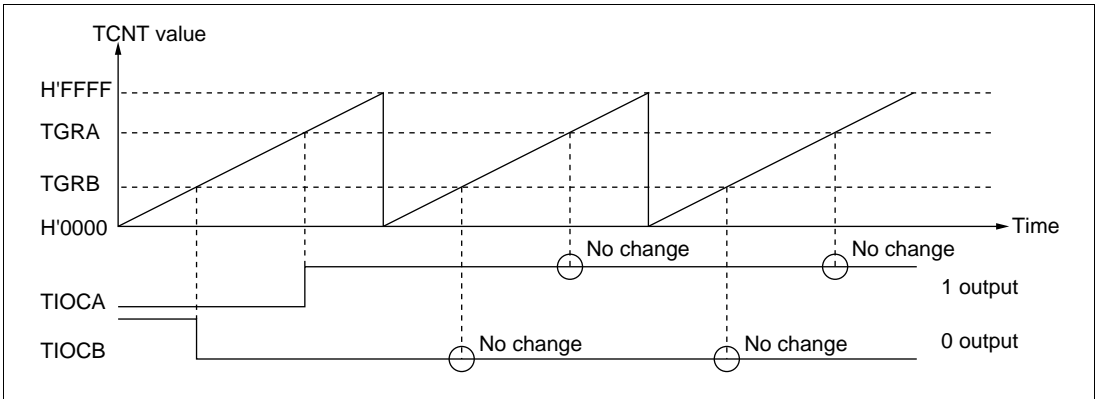 TCNT value
H'FFFF
TGRA
TGRB
H'0000
Time
No change
No change
TIOCA
1 output
No change
No change
TIOCB
0 output